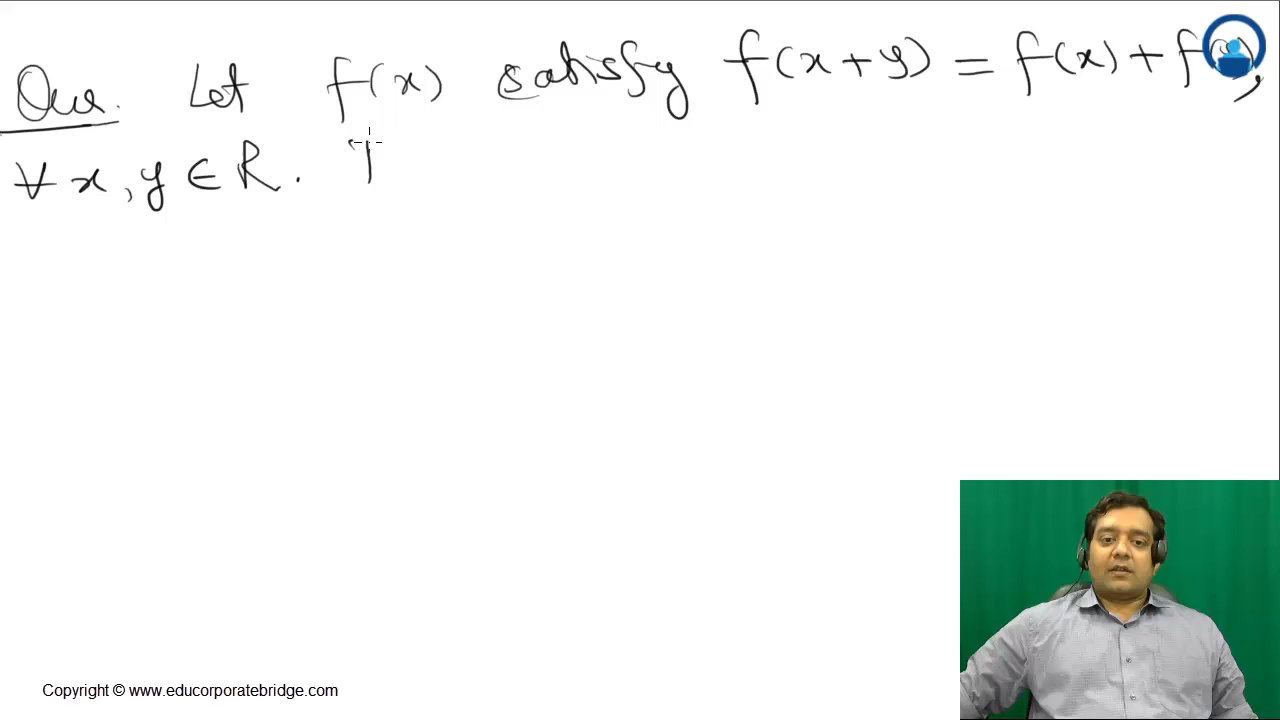 Que. Let f(x) satisfy f(x+y) = f(x) + f(y),
∀ x, y ∈ R. T
Copyright © www.educorporatebridge.com